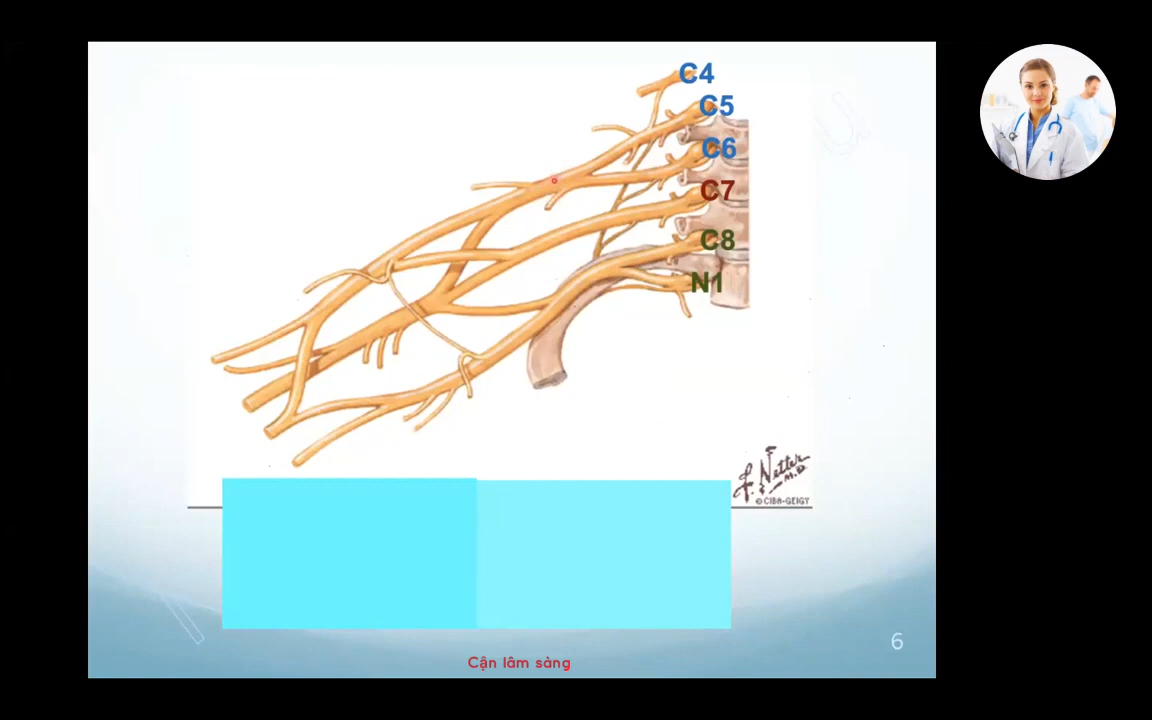 C4
C5
C6
C7
C8
N1
F. Netter
M.D.
© CIBA-GEIGY
6
Cận lâm sàng